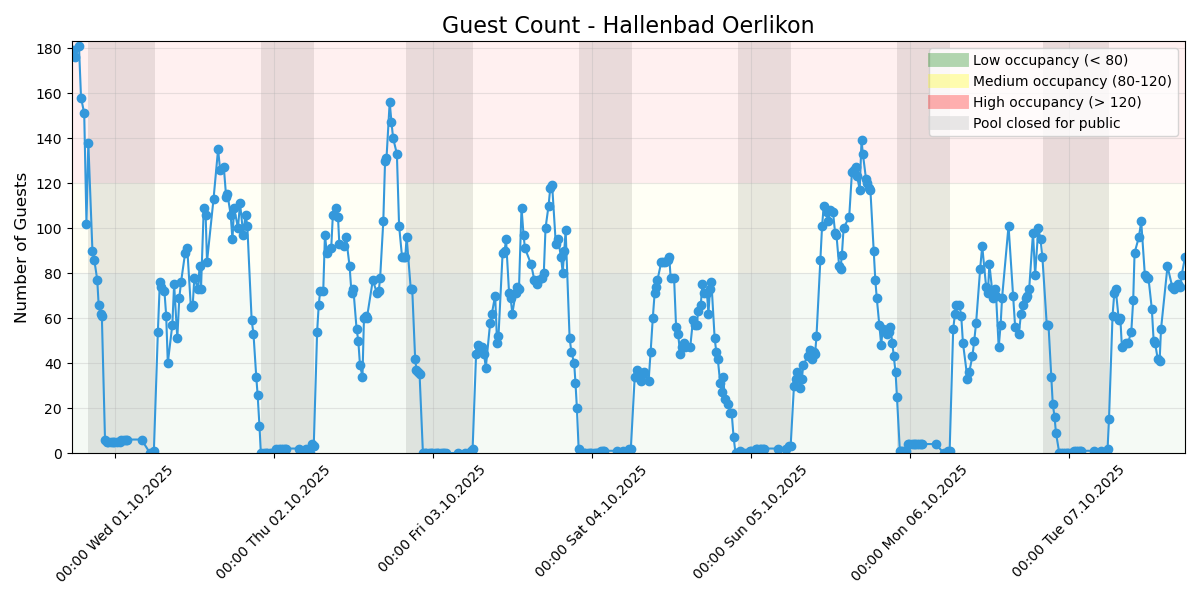 Guest Count - Hallenbad Oerlikon
Number of Guests
180
160
140
120
100
80
60
40
20
0
Low occupancy (< 80)
Medium occupancy (80-120)
High occupancy (> 120)
Pool closed for public
00:00 Wed 01.10.2025
00:00 Thu 02.10.2025
00:00 Fri 03.10.2025
00:00 Sat 04.10.2025
00:00 Sun 05.10.2025
00:00 Mon 06.10.2025
00:00 Tue 07.10.2025